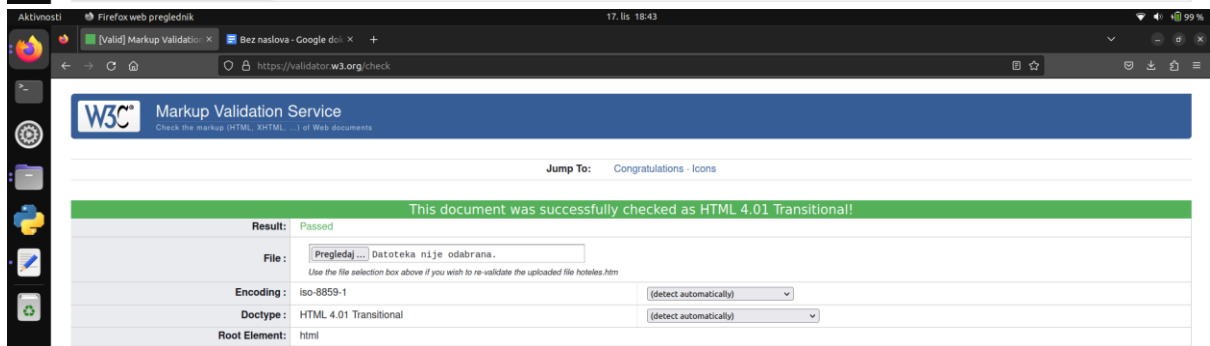 Aktivnosti Firefox web preglednik 17. lis 18:43 99 %
[Valid] Markup Validation × Bez naslova - Google dok × +
https://validator.w3.org/check
W3C® Markup Validation Service
Check the markup (HTML, XHTML, ...) of Web documents
Jump To: Congratulations · Icons
This document was successfully checked as HTML 4.01 Transitional!
Result: Passed
File : Pregledaj ... Datoteka nije odabrana.
Use the file selection box above if you wish to re-validate the uploaded file hoteles.htm
Encoding : iso-8859-1 (detect automatically)
Doctype : HTML 4.01 Transitional (detect automatically)
Root Element: html